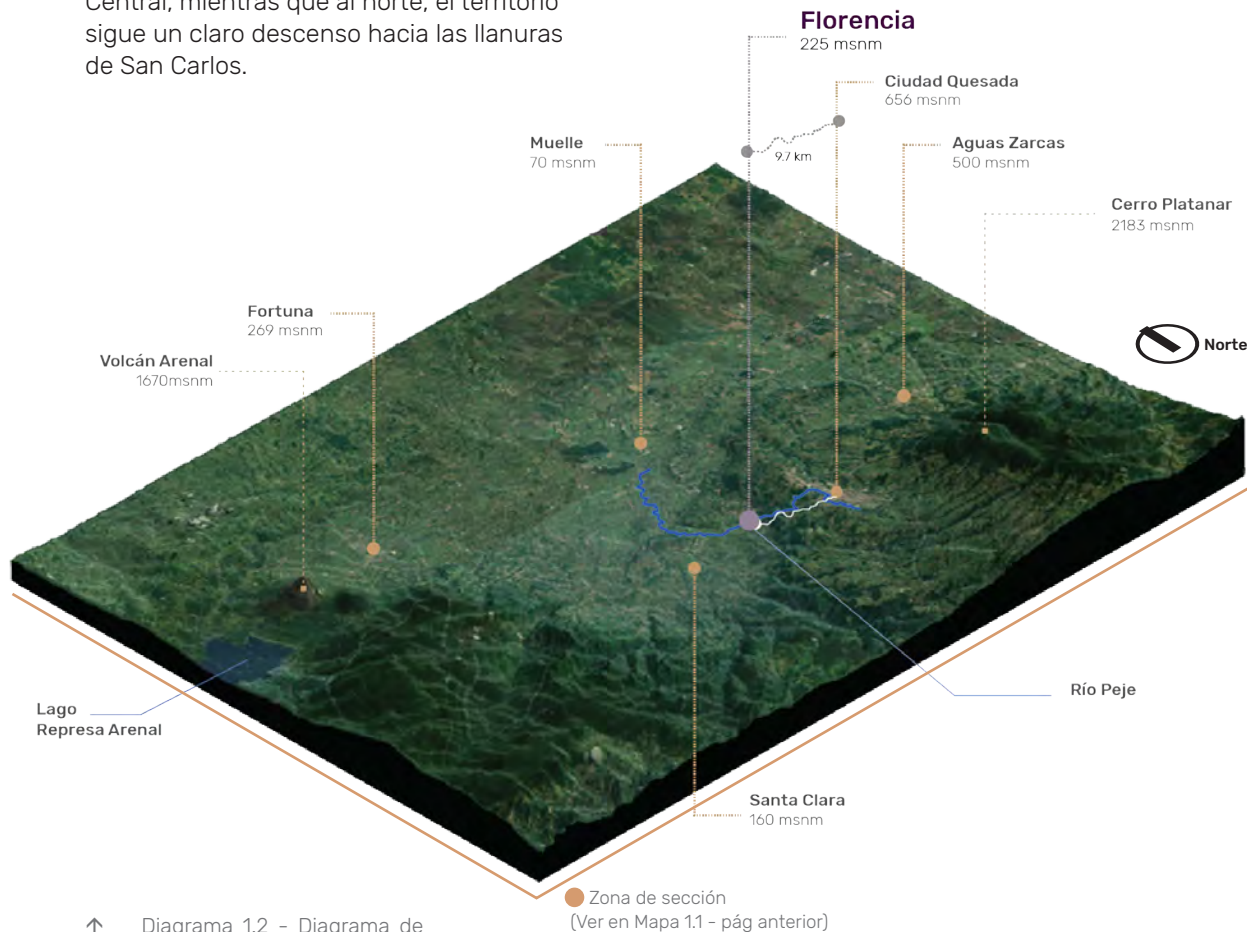 Central, mientras que al norte, el territorio
sigue un claro descenso hacia las llanuras
de San Carlos.
Florencia
225 msnm
Ciudad Quesada
656 msnm
Muelle
70 msnm
9.7 km
Aguas Zarcas
500 msnm
Cerro Platanar
2183 msnm
Fortuna
269 msnm
Norte
Volcán Arenal
1670msnm
Lago
Represa Arenal
Río Peje
Santa Clara
160 msnm
Zona de sección
(Ver en Mapa 1.1 - pág anterior)
↑ Diagrama 1.2 - Diagrama de